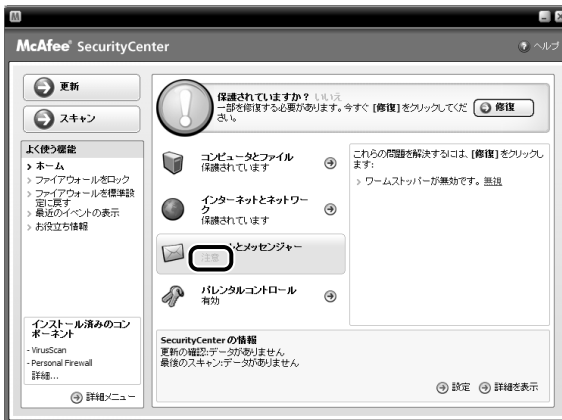 McAfee® SecurityCenter
ヘルプ
更新
スキャン
よく使う機能
> ホーム
> ファイアウォールをロック
> ファイアウォールを標準設
定に戻す
> 最近のイベントの表示
> お役立ち情報
インストール済みのコン
ポーネント
- VirusScan
- Personal Firewall
詳細...
詳細メニュー
保護されていますか? いいえ
一部を修復する必要があります。今すぐ [修復] をクリックしてくだ
さい。
修復
コンピュータとファイル
保護されています
インターネットとネットワー
ク
保護されています
とメッセンジャー
注意
パレンタルコントロール
有効
これらの問題を解決するには、[修復] をクリックし
ます:
> ワームストッパーが無効です。 無視
SecurityCenter の情報
更新の確認:データがありません
最後のスキャン:データがありません
設定 詳細を表示